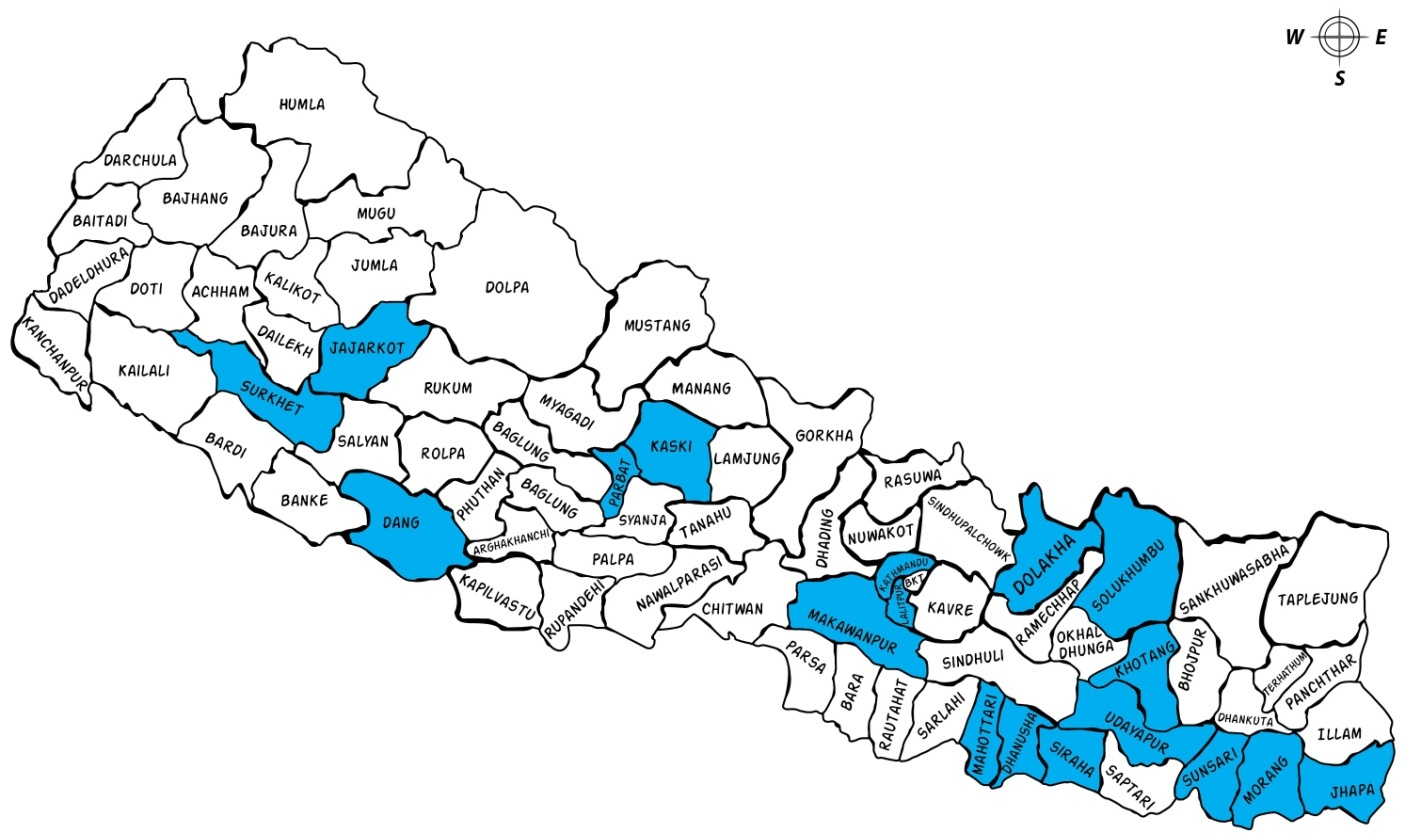 W
E
S
HUMLA
DARCHULA
BAJHANG
BAITADI
BAJURA
MUGU
DADELDHURA
DOTI
ACHHAM
KALIKOT
JUMLA
DOLPA
KANCHANPUR
KAILALI
DAILEKH
JAJARKOT
MUSTANG
SURKHET
RUKUM
MYAGADI
MANANG
BARDI
SALYAN
ROLPA
BAGLUNG
KASKI
LAMJUNG
GORKHA
BANKE
DANG
PHUTHAN
BAGLUNG
PARBAT
SYANJA
TANAHU
DHADING
RASUWA
NUWAKOT
SINDHUPALCHOWK
ARGHAKHANCHI
PALPA
KAPILVASTU
RUPANDEHI
NAWALPARASI
CHITWAN
MAKAWANPUR
KATHMANDU
BKT
LALITPUR
KAVRE
DOLAKHA
RAMECHHAP
SOLUKHUMBU
SANKHUWASABHA
TAPLEJUNG
OKHAL
DHUNGA
SINDHULI
KHOTANG
BHOJPUR
TERHATHUM
PANCHTHAR
PARSA
BARA
RAUTAHAT
SARLAHI
MAHOTTARI
DHANUSHA
SIRAHA
UDAYAPUR
SAPTARI
DHANKUTA
SUNSARI
MORANG
ILLAM
JHAPA